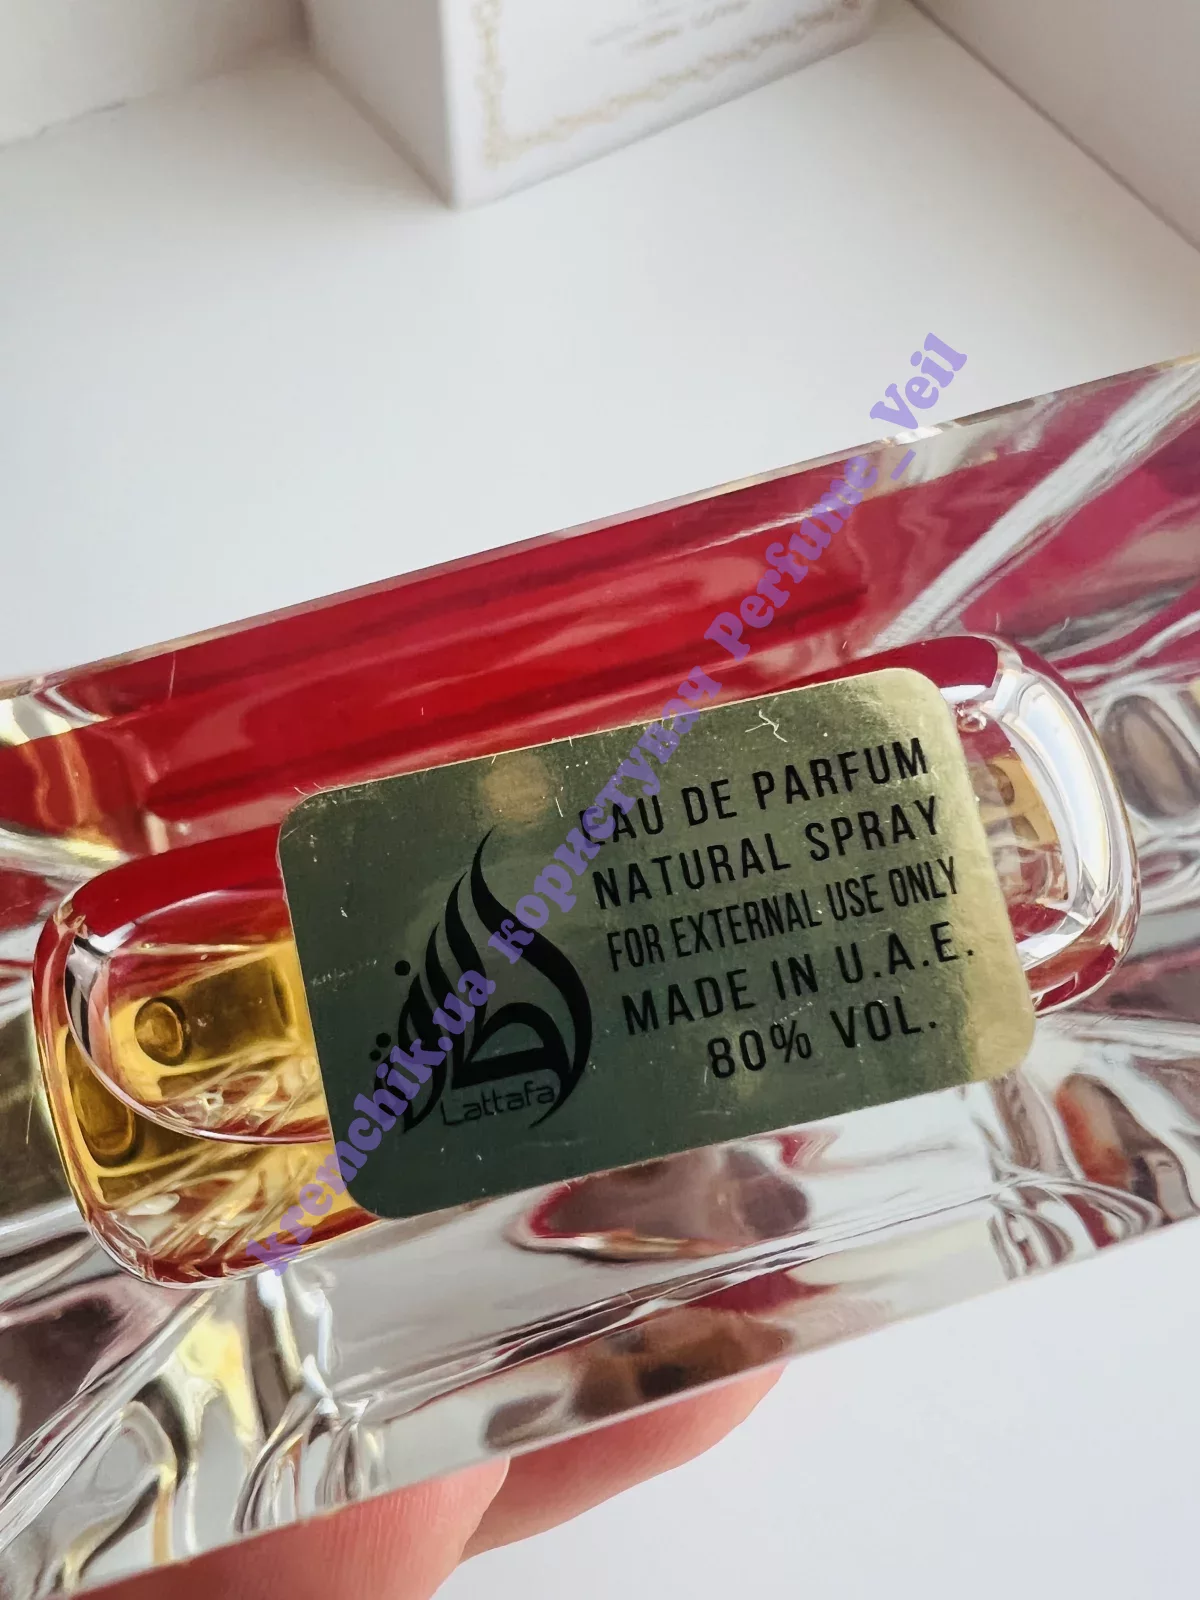 EAU DE PARFUM
NATURAL SPRAY
FOR EXTERNAL USE ONLY
MADE IN U.A.E.
80% VOL.
Lattafa
kremchik.ua користувач Perfume_Veil